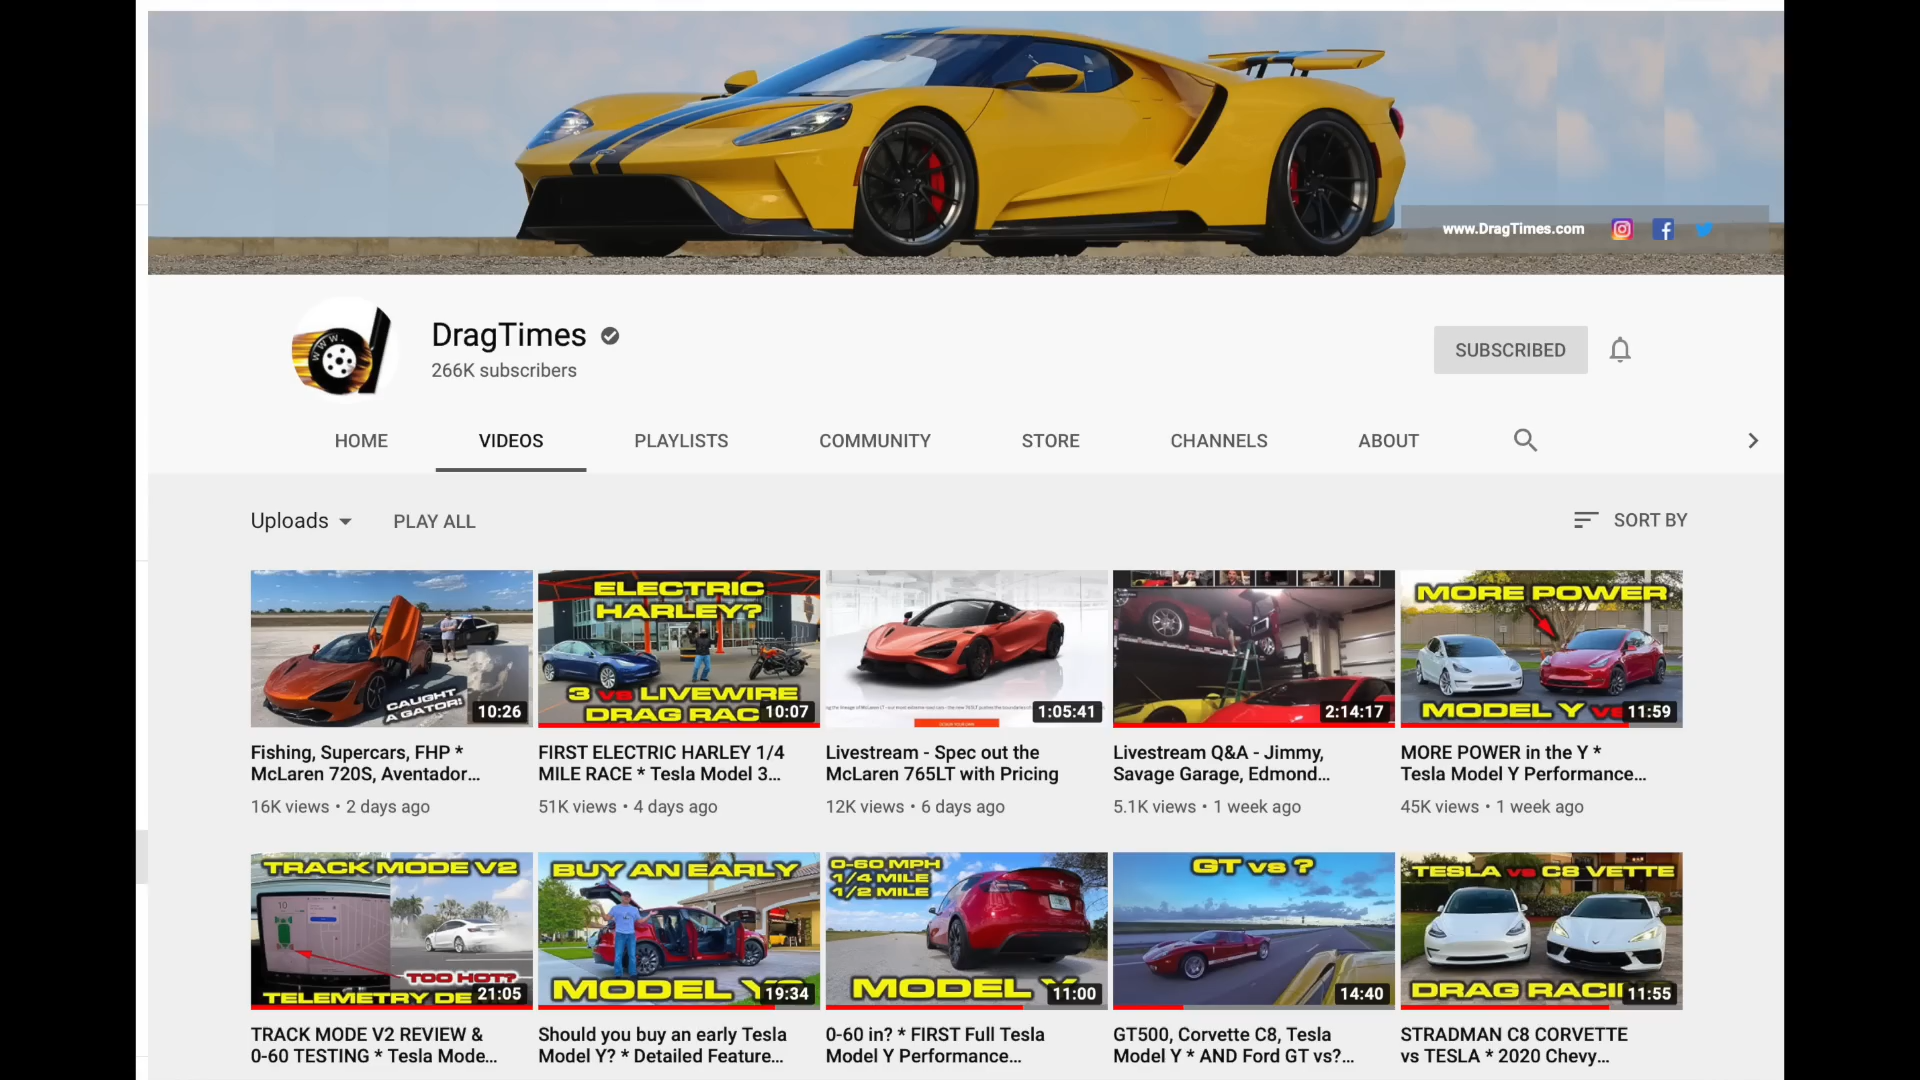 www.DragTimes.com
WWW.
DragTimes
266K subscribers
SUBSCRIBED
HOME VIDEOS PLAYLISTS COMMUNITY STORE CHANNELS ABOUT
Uploads PLAY ALL SORT BY
CAUGHT
A GATOR!
10:26
ELECTRIC
HARLEY?
3 vs LIVEWIRE
DRAG RAC
10:07
1:05:41
2:14:17
MORE POWER
MODEL Y vs
11:59
Fishing, Supercars, FHP *
McLaren 720S, Aventador...
16K views • 2 days ago
FIRST ELECTRIC HARLEY 1/4
MILE RACE * Tesla Model 3...
51K views • 4 days ago
Livestream - Spec out the
McLaren 765LT with Pricing
12K views • 6 days ago
Livestream Q&A - Jimmy,
Savage Garage, Edmond...
5.1K views • 1 week ago
MORE POWER in the Y *
Tesla Model Y Performance...
45K views • 1 week ago
TRACK MODE V2
TOO HOT?
TELEMETRY DE
21:05
BUY AN EARLY
MODEL Y?
19:34
0-60 MPH
1/4 MILE
1/2 MILE
MODEL Y
11:00
GT vs ?
14:40
TESLA vs C8 VETTE
DRAG RACI
11:55
TRACK MODE V2 REVIEW &
0-60 TESTING * Tesla Mode...
Should you buy an early Tesla
Model Y? * Detailed Feature...
0-60 in? * FIRST Full Tesla
Model Y Performance...
GT500, Corvette C8, Tesla
Model Y * AND Ford GT vs?...
STRADMAN C8 CORVETTE
vs TESLA * 2020 Chevy...